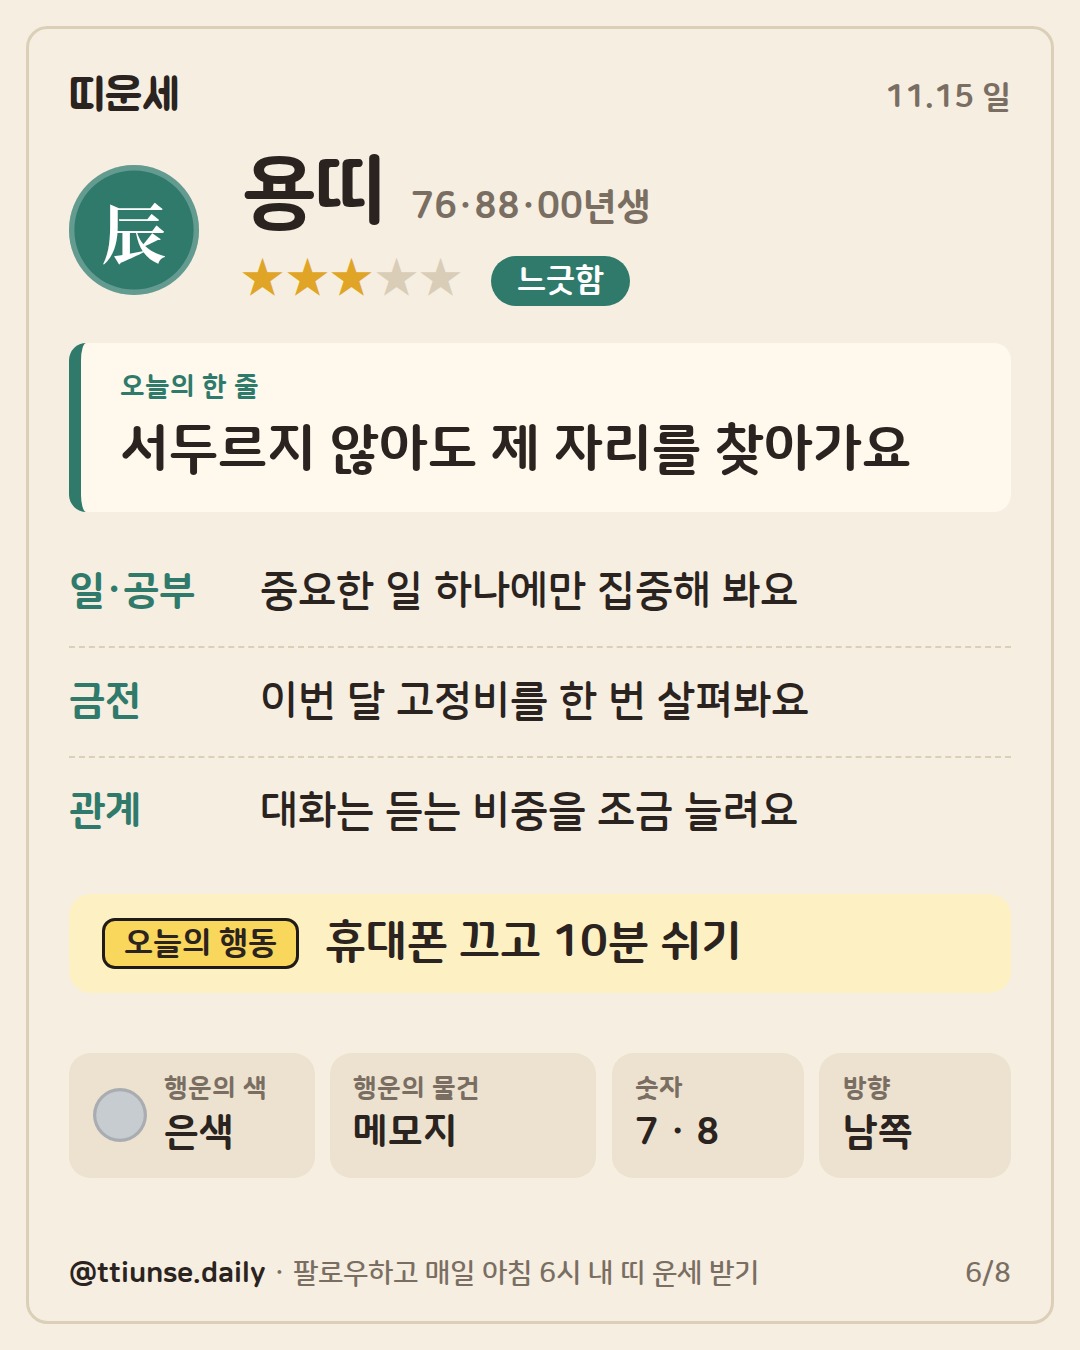 띠운세
11.15 일
辰
용띠 76·88·00년생
★★★★★ 느긋함
오늘의 한 줄
서두르지 않아도 제 자리를 찾아가요
일·공부 중요한 일 하나에만 집중해 봐요
금전 이번 달 고정비를 한 번 살펴봐요
관계 대화는 듣는 비중을 조금 늘려요
오늘의 행동 휴대폰 끄고 10분 쉬기
행운의 색
은색
행운의 물건
메모지
숫자
7 · 8
방향
남쪽
@ttiunse.daily · 팔로우하고 매일 아침 6시 내 띠 운세 받기
6/8